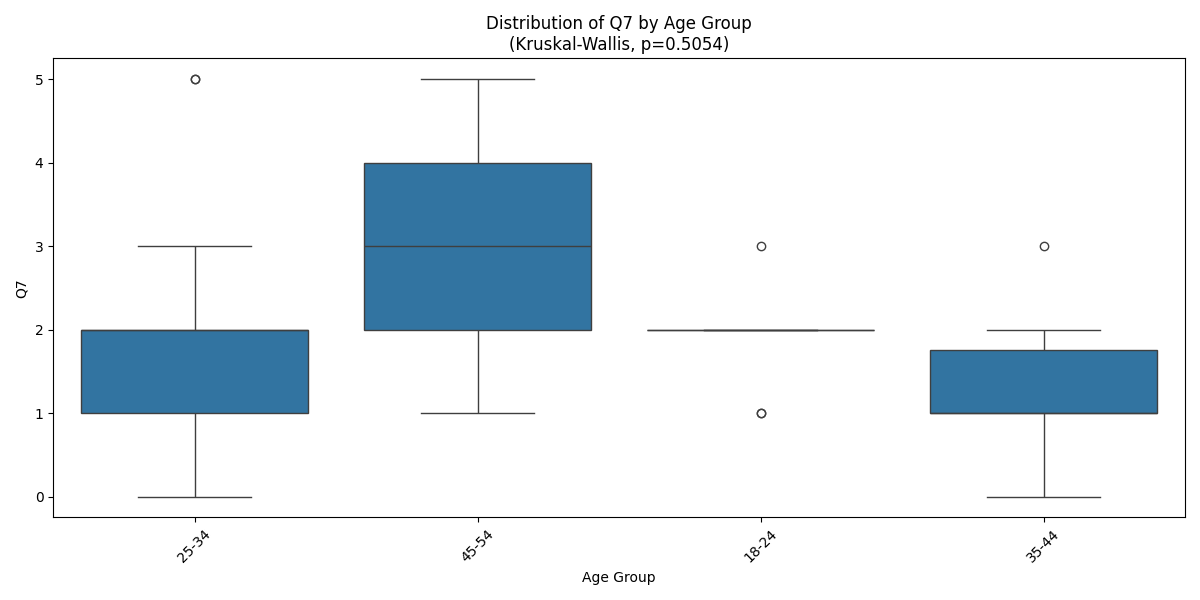 Distribution of Q7 by Age Group
(Kruskal-Wallis, p=0.5054)
5
4
3
2
1
0
Q7
25-34
45-54
18-24
35-44
Age Group